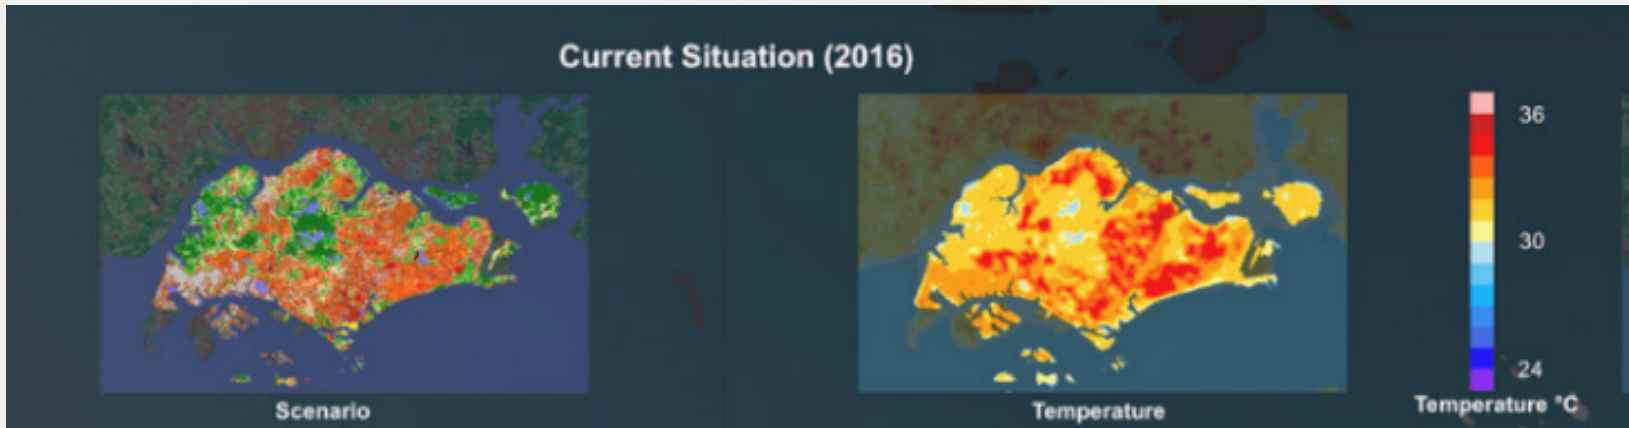 Current Situation (2016)
36
30
24
Scenario
Temperature
Temperature °C